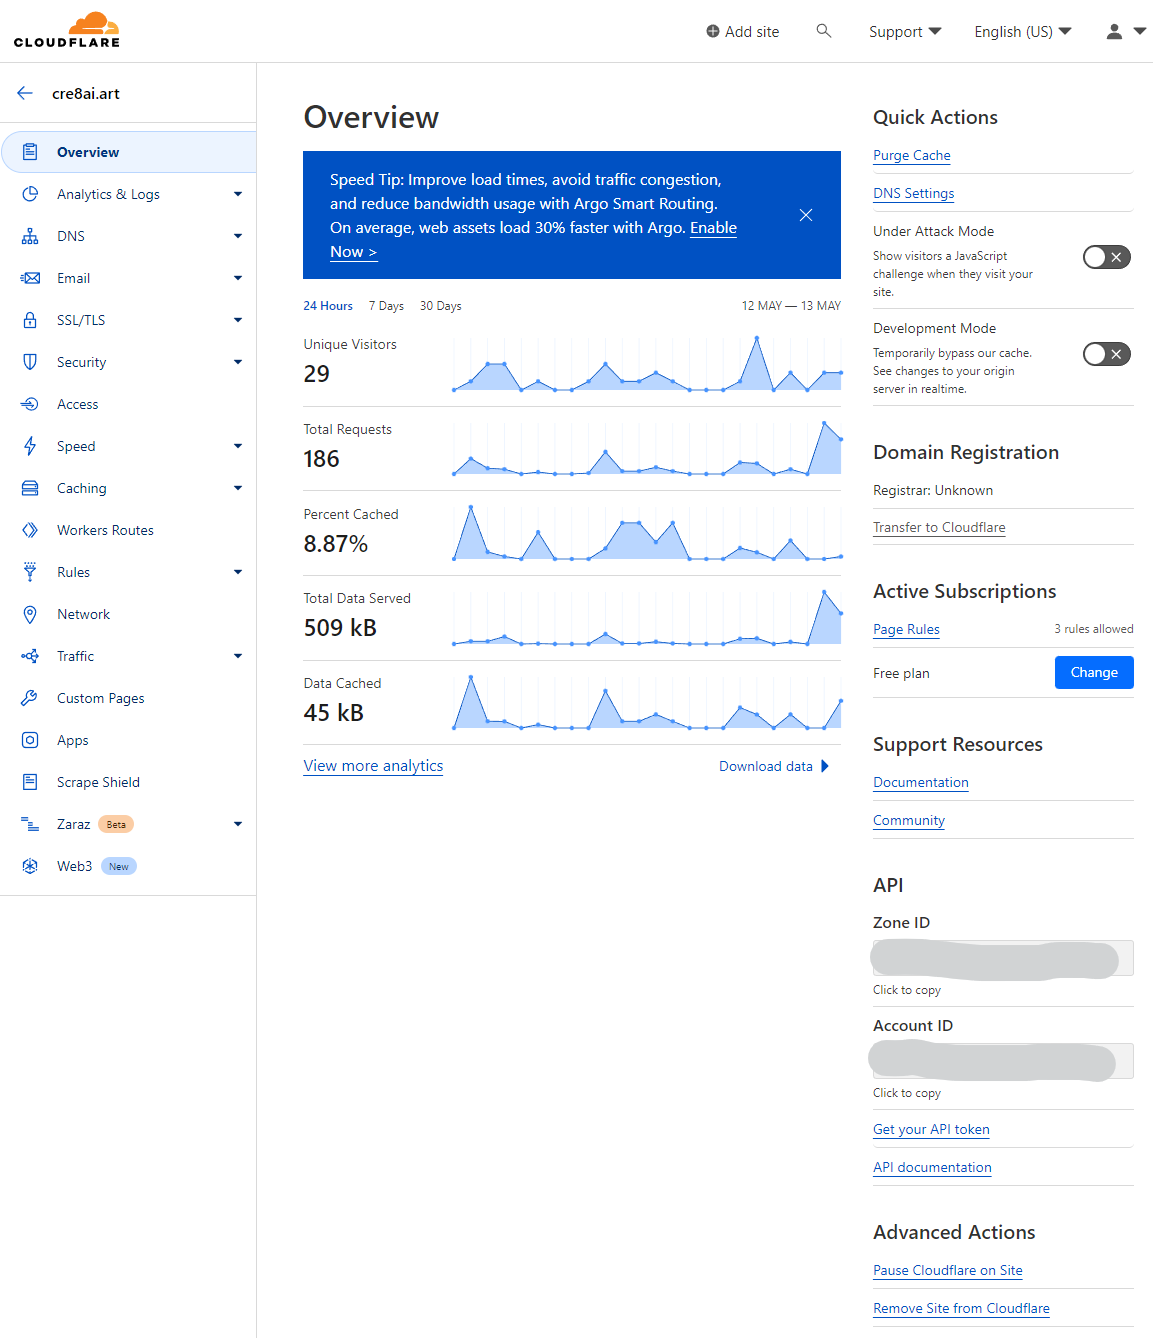 CLOUDFLARE
Add site
Support
English (US)
cre8ai.art
Overview
Analytics & Logs
DNS
Email
SSL/TLS
Security
Access
Speed
Caching
Workers Routes
Rules
Network
Traffic
Custom Pages
Apps
Scrape Shield
Zaraz Beta
Web3 New
Overview
Speed Tip: Improve load times, avoid traffic congestion,
and reduce bandwidth usage with Argo Smart Routing.
On average, web assets load 30% faster with Argo. Enable
Now >
24 Hours 7 Days 30 Days 12 MAY — 13 MAY
Unique Visitors
29
Total Requests
186
Percent Cached
8.87%
Total Data Served
509 kB
Data Cached
45 kB
View more analytics
Download data
Quick Actions
Purge Cache
DNS Settings
Under Attack Mode
Show visitors a JavaScript
challenge when they visit your
site.
Development Mode
Temporarily bypass our cache.
See changes to your origin
server in realtime.
Domain Registration
Registrar: Unknown
Transfer to Cloudflare
Active Subscriptions
Page Rules 3 rules allowed
Free plan Change
Support Resources
Documentation
Community
API
Zone ID
Click to copy
Account ID
Click to copy
Get your API token
API documentation
Advanced Actions
Pause Cloudflare on Site
Remove Site from Cloudflare